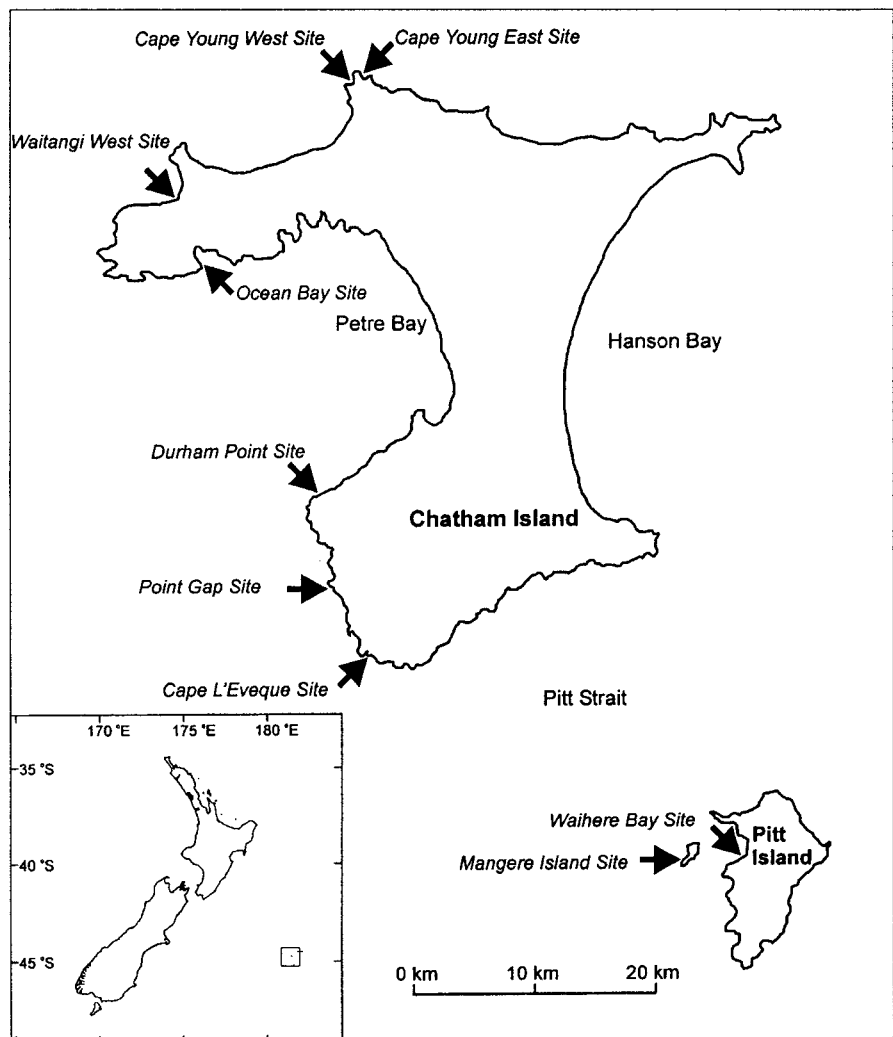 Cape Young West Site
Cape Young East Site
Waitangi West Site
Ocean Bay Site
Petre Bay
Hanson Bay
Durham Point Site
Chatham Island
Point Gap Site
Cape L'Eveque Site
Pitt Strait
170 °E 175 °E 180 °E
35 °S
40 °S
45 °S
Waihere Bay Site
Pitt
Island
Mangere Island Site
0 km 10 km 20 km